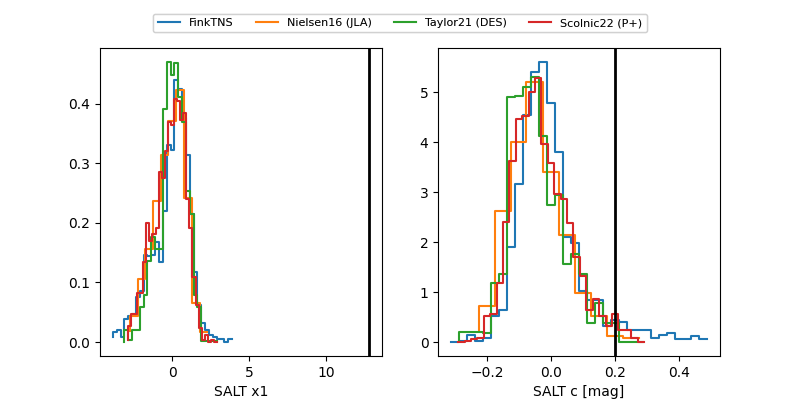 FinkTNS Nielsen16 (JLA) Taylor21 (DES) Scolnic22 (P+)
0.4
0.3
0.2
0.1
0.0
0 5 10
SALT x1
5
4
3
2
1
0
−0.2 0.0 0.2 0.4
SALT c [mag]